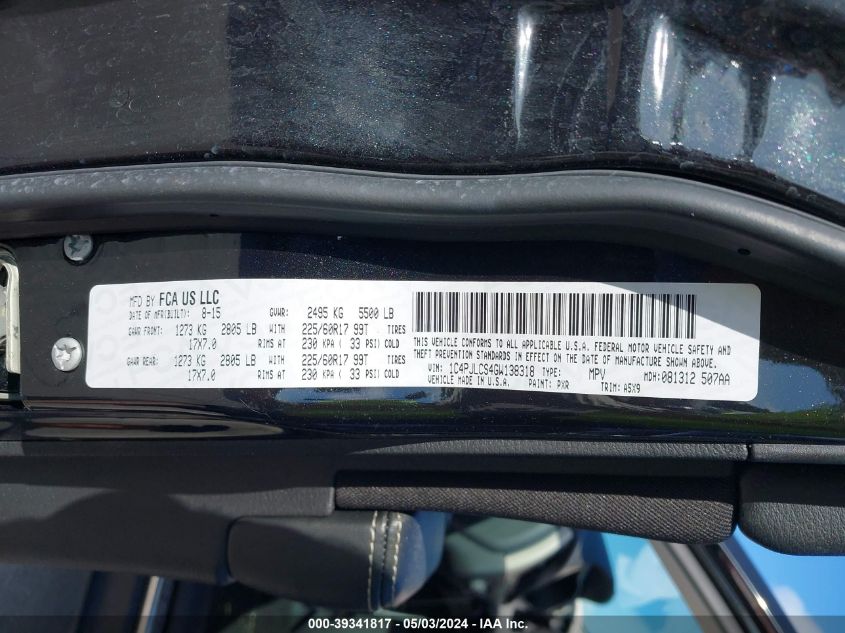 MFD BY FCA US LLC
DATE OF MFR(BUILT): 8-15 GVWR: 2495 KG 5500 LB
GAWR FRONT: 1273 KG 2805 LB WITH 225/60R17 99T TIRES
17X7.0 RIMS AT 230 KPA ( 33 PSI) COLD
GAWR REAR: 1273 KG 2805 LB WITH 225/60R17 99T TIRES
17X7.0 RIMS AT 230 KPA ( 33 PSI) COLD
THIS VEHICLE CONFORMS TO ALL APPLICABLE U.S.A. FEDERAL MOTOR VEHICLE SAFETY AND
THEFT PREVENTION STANDARDS IN EFFECT ON THE DATE OF MANUFACTURE SHOWN ABOVE.
VIN: 1C4PJLCS4GW138318 TYPE: MPV MDH: 081312 507AA
VEHICLE MADE IN U.S.A. PAINT: PXR TRIM: A5X9
000-39341817 - 05/03/2024 - IAA Inc.